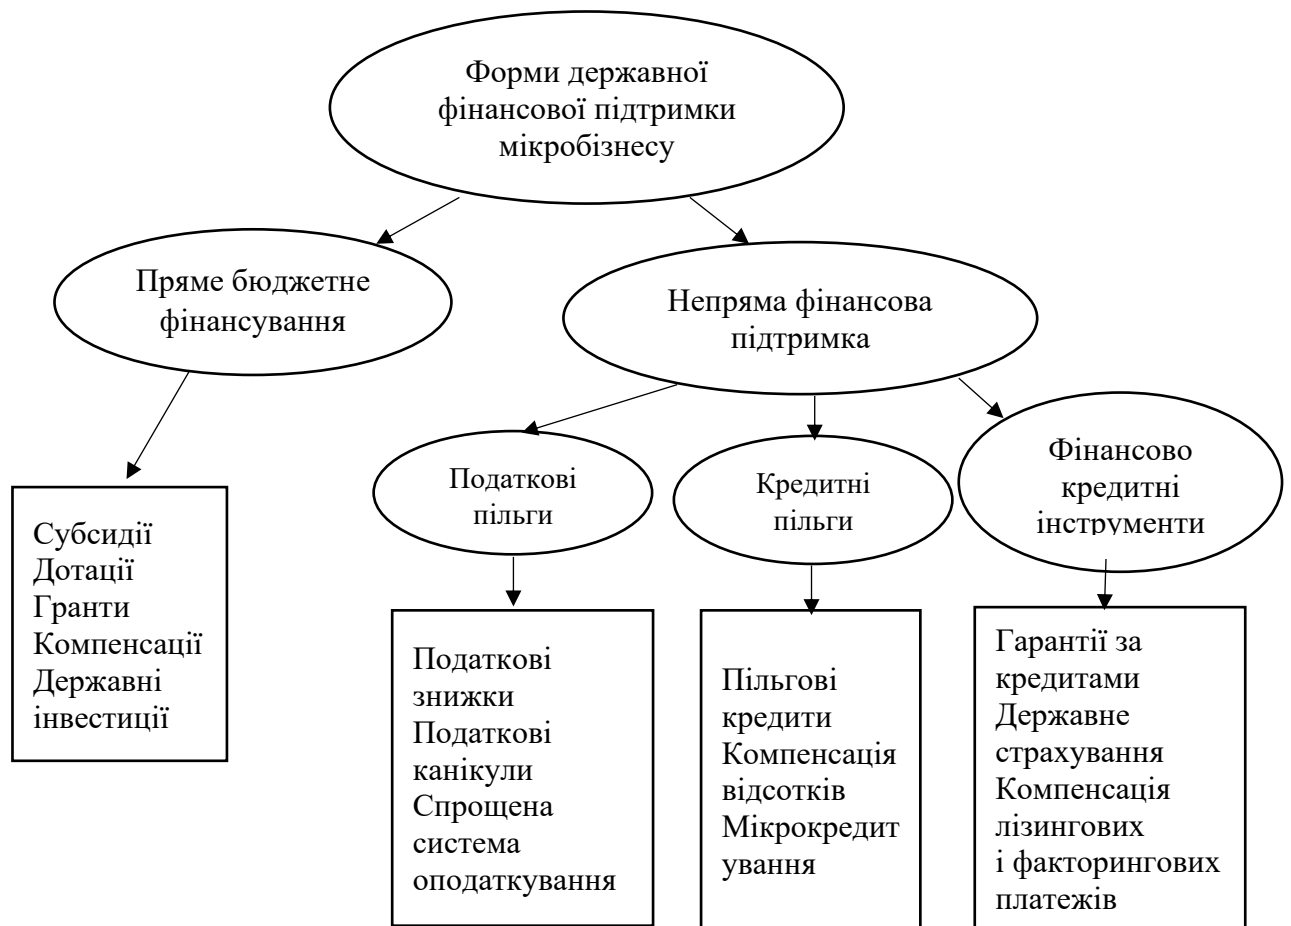 Форми державної
фінансової підтримки
мікробізнесу
Пряме бюджетне
фінансування
Непряма фінансова
підтримка
Податкові
пільги
Кредитні
пільги
Фінансово
кредитні
інструменти
Субсидії
Дотації
Гранти
Компенсації
Державні
інвестиції
Податкові
знижки
Податкові
канікули
Спрощена
система
оподаткування
Пільгові
кредити
Компенсація
відсотків
Мікрокредит
ування
Гарантії за
кредитами
Державне
страхування
Компенсація
лізингових
і факторингових
платежів